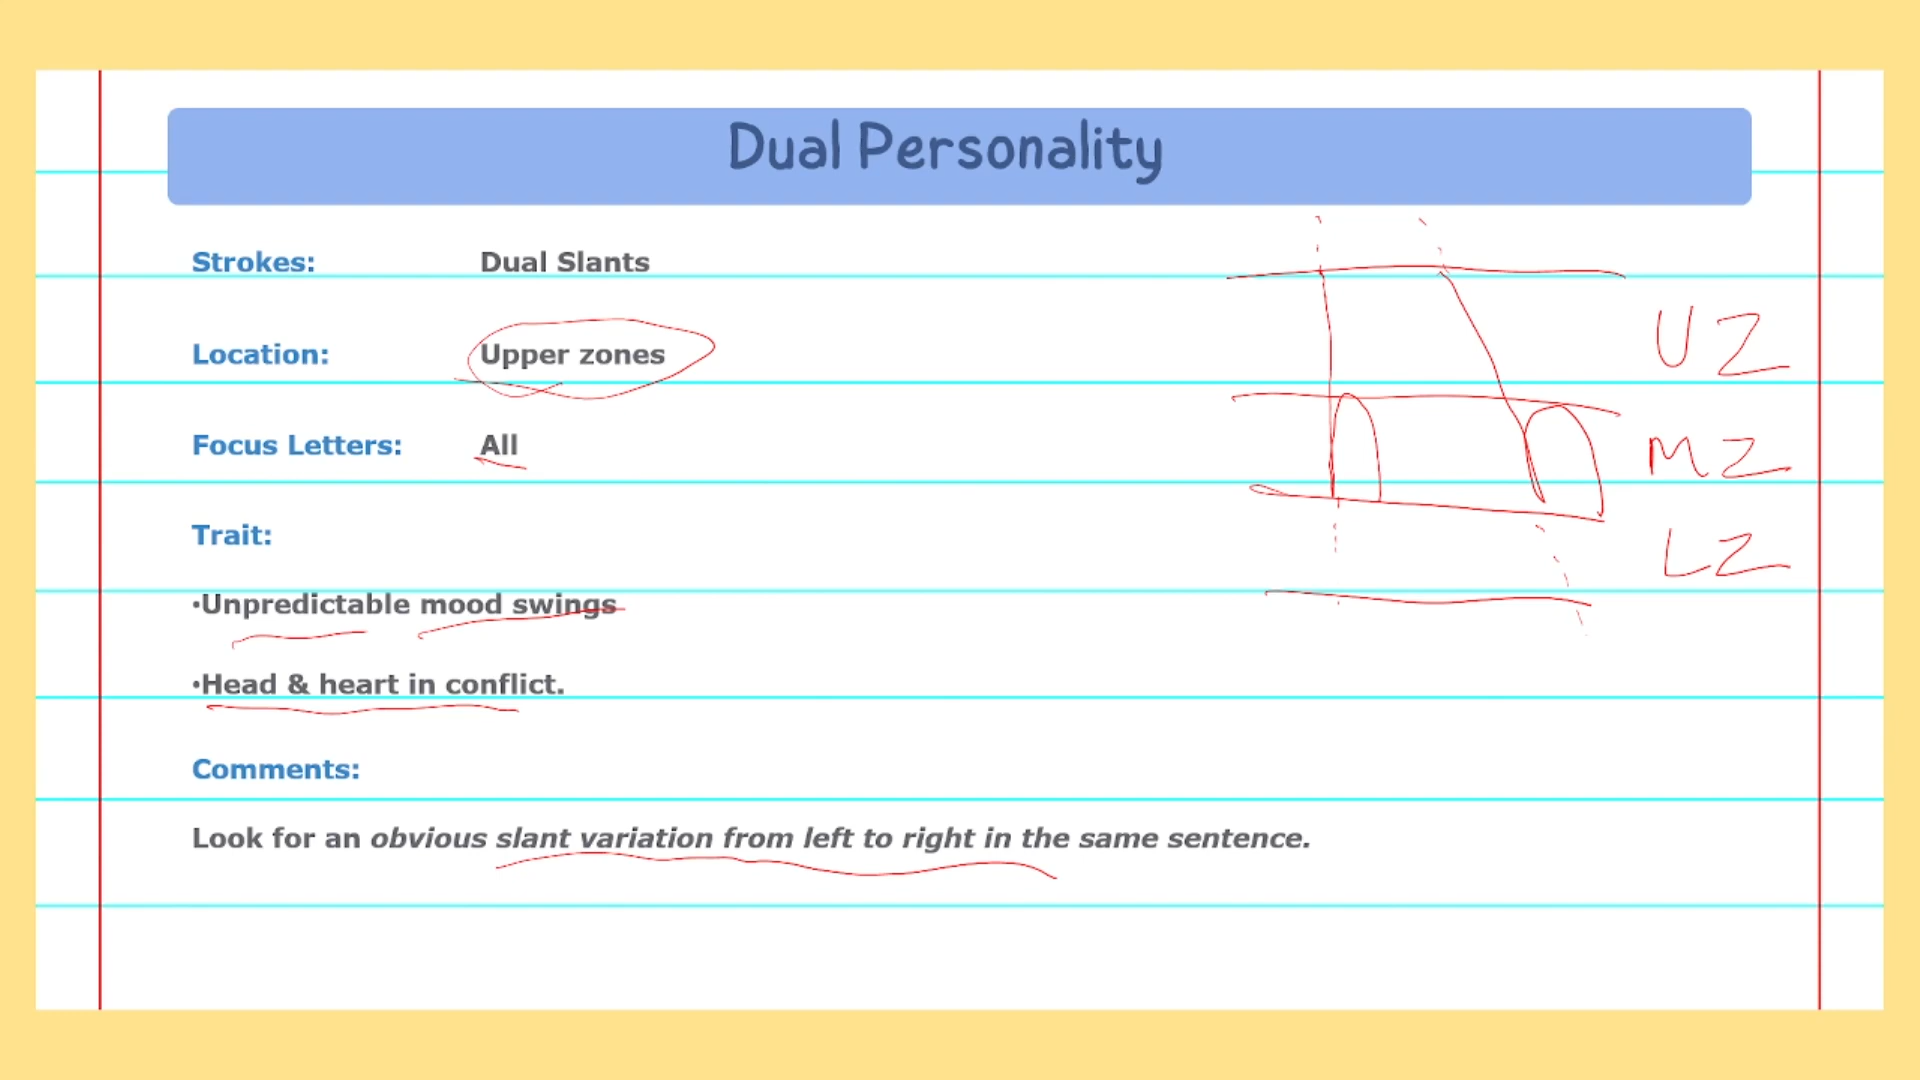 Dual Personality
Strokes: Dual Slants
Location: Upper zones
Focus Letters: All
Trait:
•Unpredictable mood swings
•Head & heart in conflict.
Comments:
Look for an obvious slant variation from left to right in the same sentence.
h h
UZ
MZ
LZ